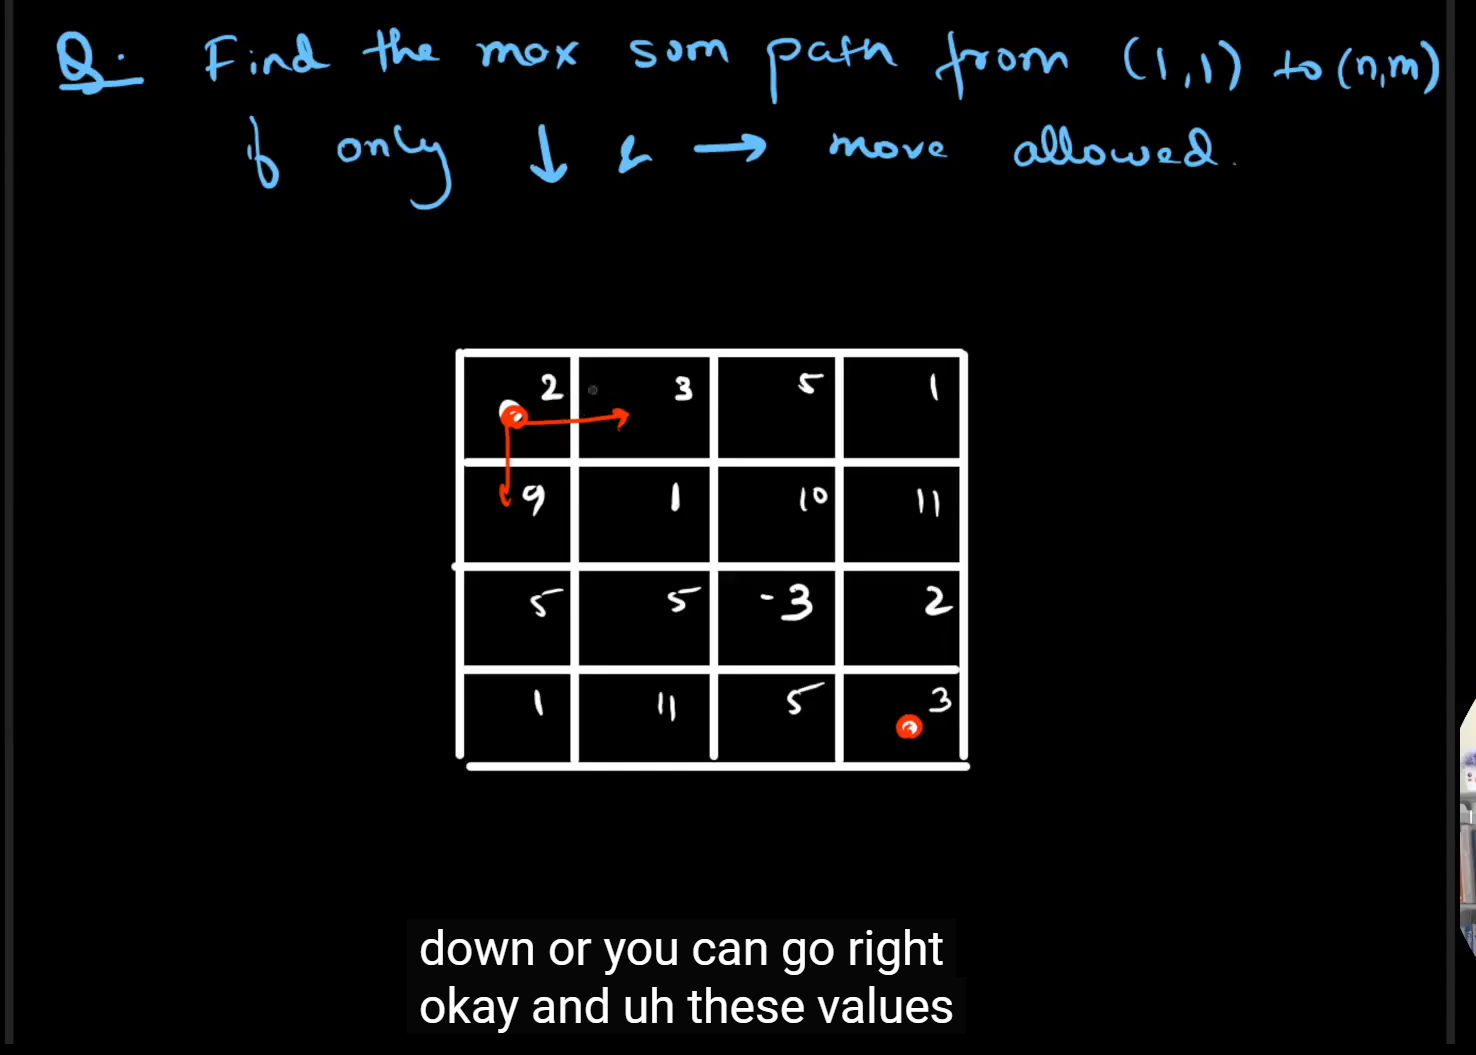 Q. Find the max sum path from (1,1) to (n,m)
if only ↓ & → move allowed.
2 3 5 1
9 1 10 11
5 5 -3 2
1 11 5 3
down or you can go right
okay and uh these values